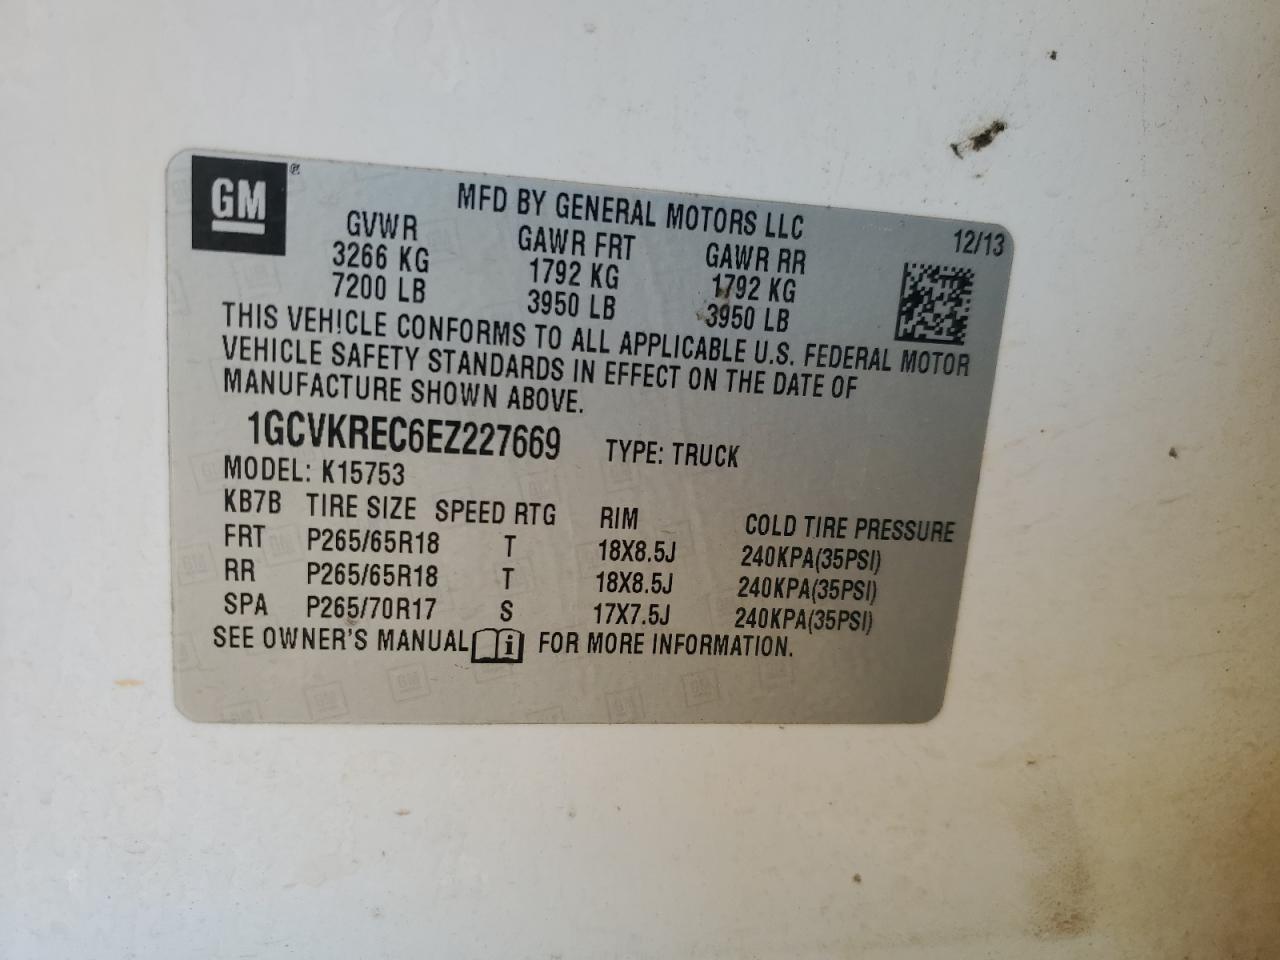 GM®
MFD BY GENERAL MOTORS LLC
12/13
GVWR GAWR FRT GAWR RR
3266 KG 1792 KG 1792 KG
7200 LB 3950 LB 3950 LB
THIS VEHICLE CONFORMS TO ALL APPLICABLE U.S. FEDERAL MOTOR
VEHICLE SAFETY STANDARDS IN EFFECT ON THE DATE OF
MANUFACTURE SHOWN ABOVE.
1GCVKREC6EZ227669 TYPE: TRUCK
MODEL: K15753
KB7B TIRE SIZE SPEED RTG RIM COLD TIRE PRESSURE
FRT P265/65R18 T 18X8.5J 240KPA(35PSI)
RR P265/65R18 T 18X8.5J 240KPA(35PSI)
SPA P265/70R17 S 17X7.5J 240KPA(35PSI)
SEE OWNER'S MANUAL i FOR MORE INFORMATION.